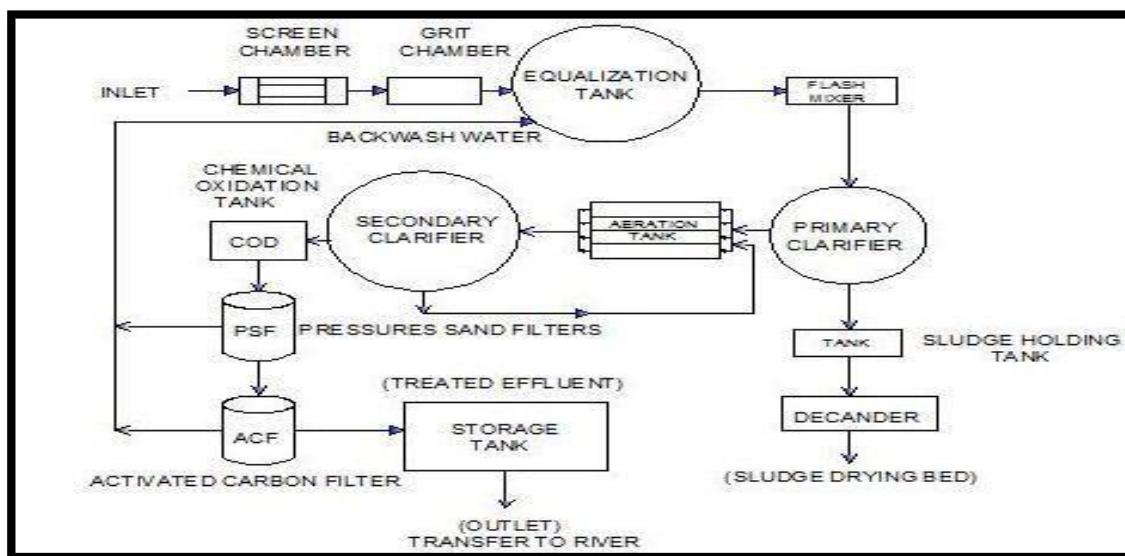 SCREEN
CHAMBER
GRIT
CHAMBER
EQUALIZATION
TANK
INLET
FLASH
MIXER
BACKWASH WATER
CHEMICAL
OXIDATION
TANK
SECONDARY
CLARIFIER
AERATION
TANK
PRIMARY
CLARIFIER
COD
PSF
PRESSURES SAND FILTERS
TANK
SLUDGE HOLDING
TANK
(TREATED EFFLUENT)
DECANDER
ACF
STORAGE
TANK
ACTIVATED CARBON FILTER
(SLUDGE DRYING BED)
(OUTLET)
TRANSFER TO RIVER